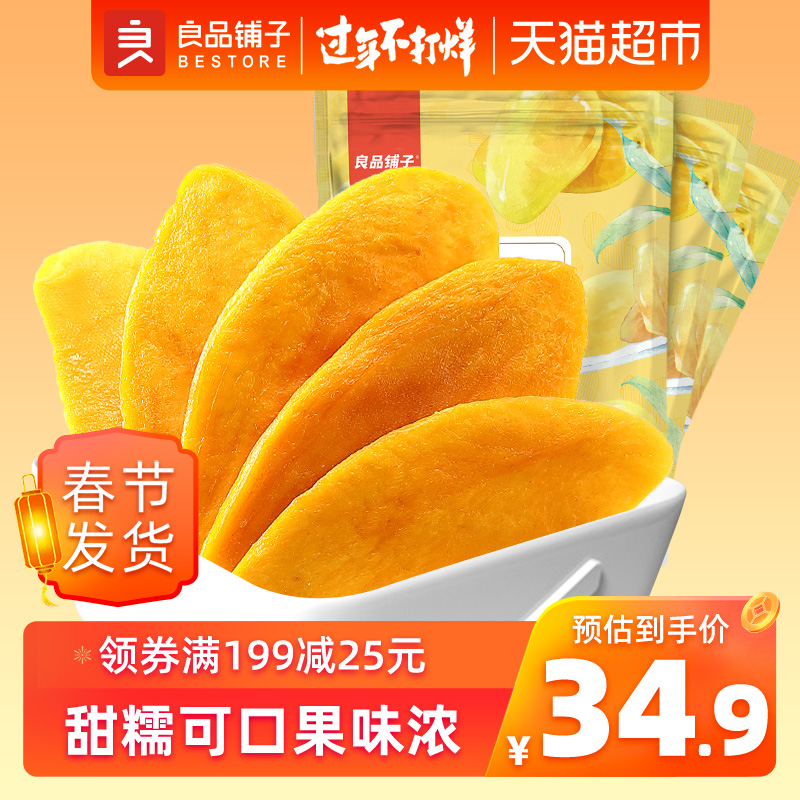 良品铺子
BESTORE
过年不打烊
天猫超市
良品铺子®
春节
发货
领券满199减25元
甜糯可口果味浓
预估到手价
¥34.9